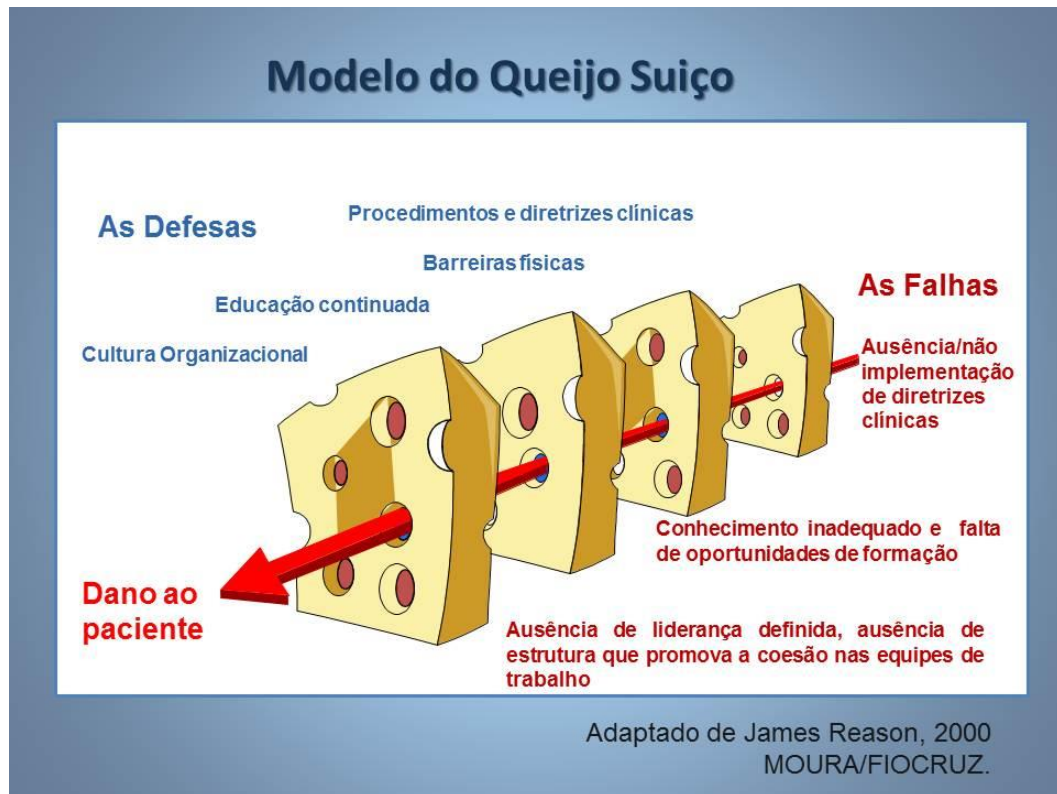 Modelo do Queijo Suiço
As Defesas
Procedimentos e diretrizes clínicas
Barreiras físicas
Educação continuada
Cultura Organizacional
As Falhas
Ausência/não
implementação
de diretrizes
clínicas
Conhecimento inadequado e falta
de oportunidades de formação
Dano ao
paciente
Ausência de liderança definida, ausência de
estrutura que promova a coesão nas equipes de
trabalho
Adaptado de James Reason, 2000
MOURA/FIOCRUZ.